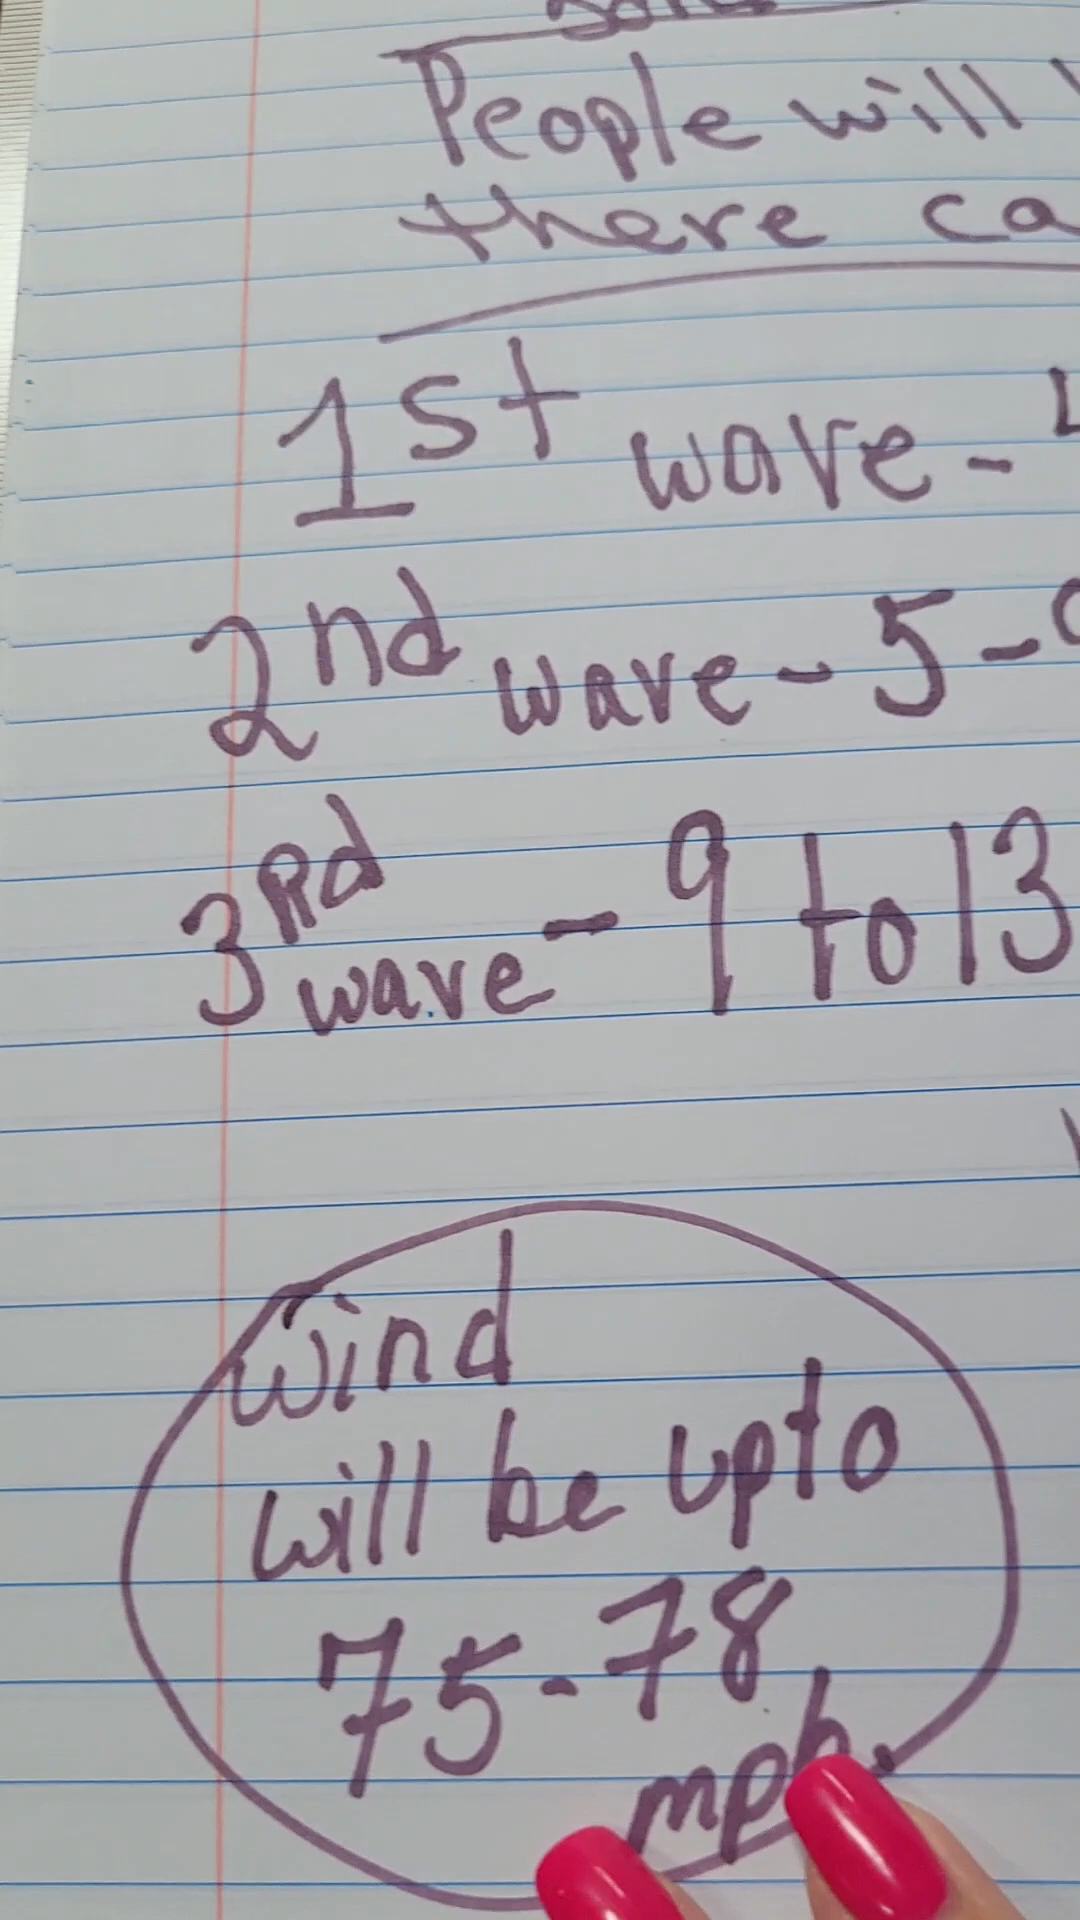 People will
there ca
1st wave -
2nd wave - 5 -
3Rd wave - 9 to 13
wind
will be upto
75-78
mph.